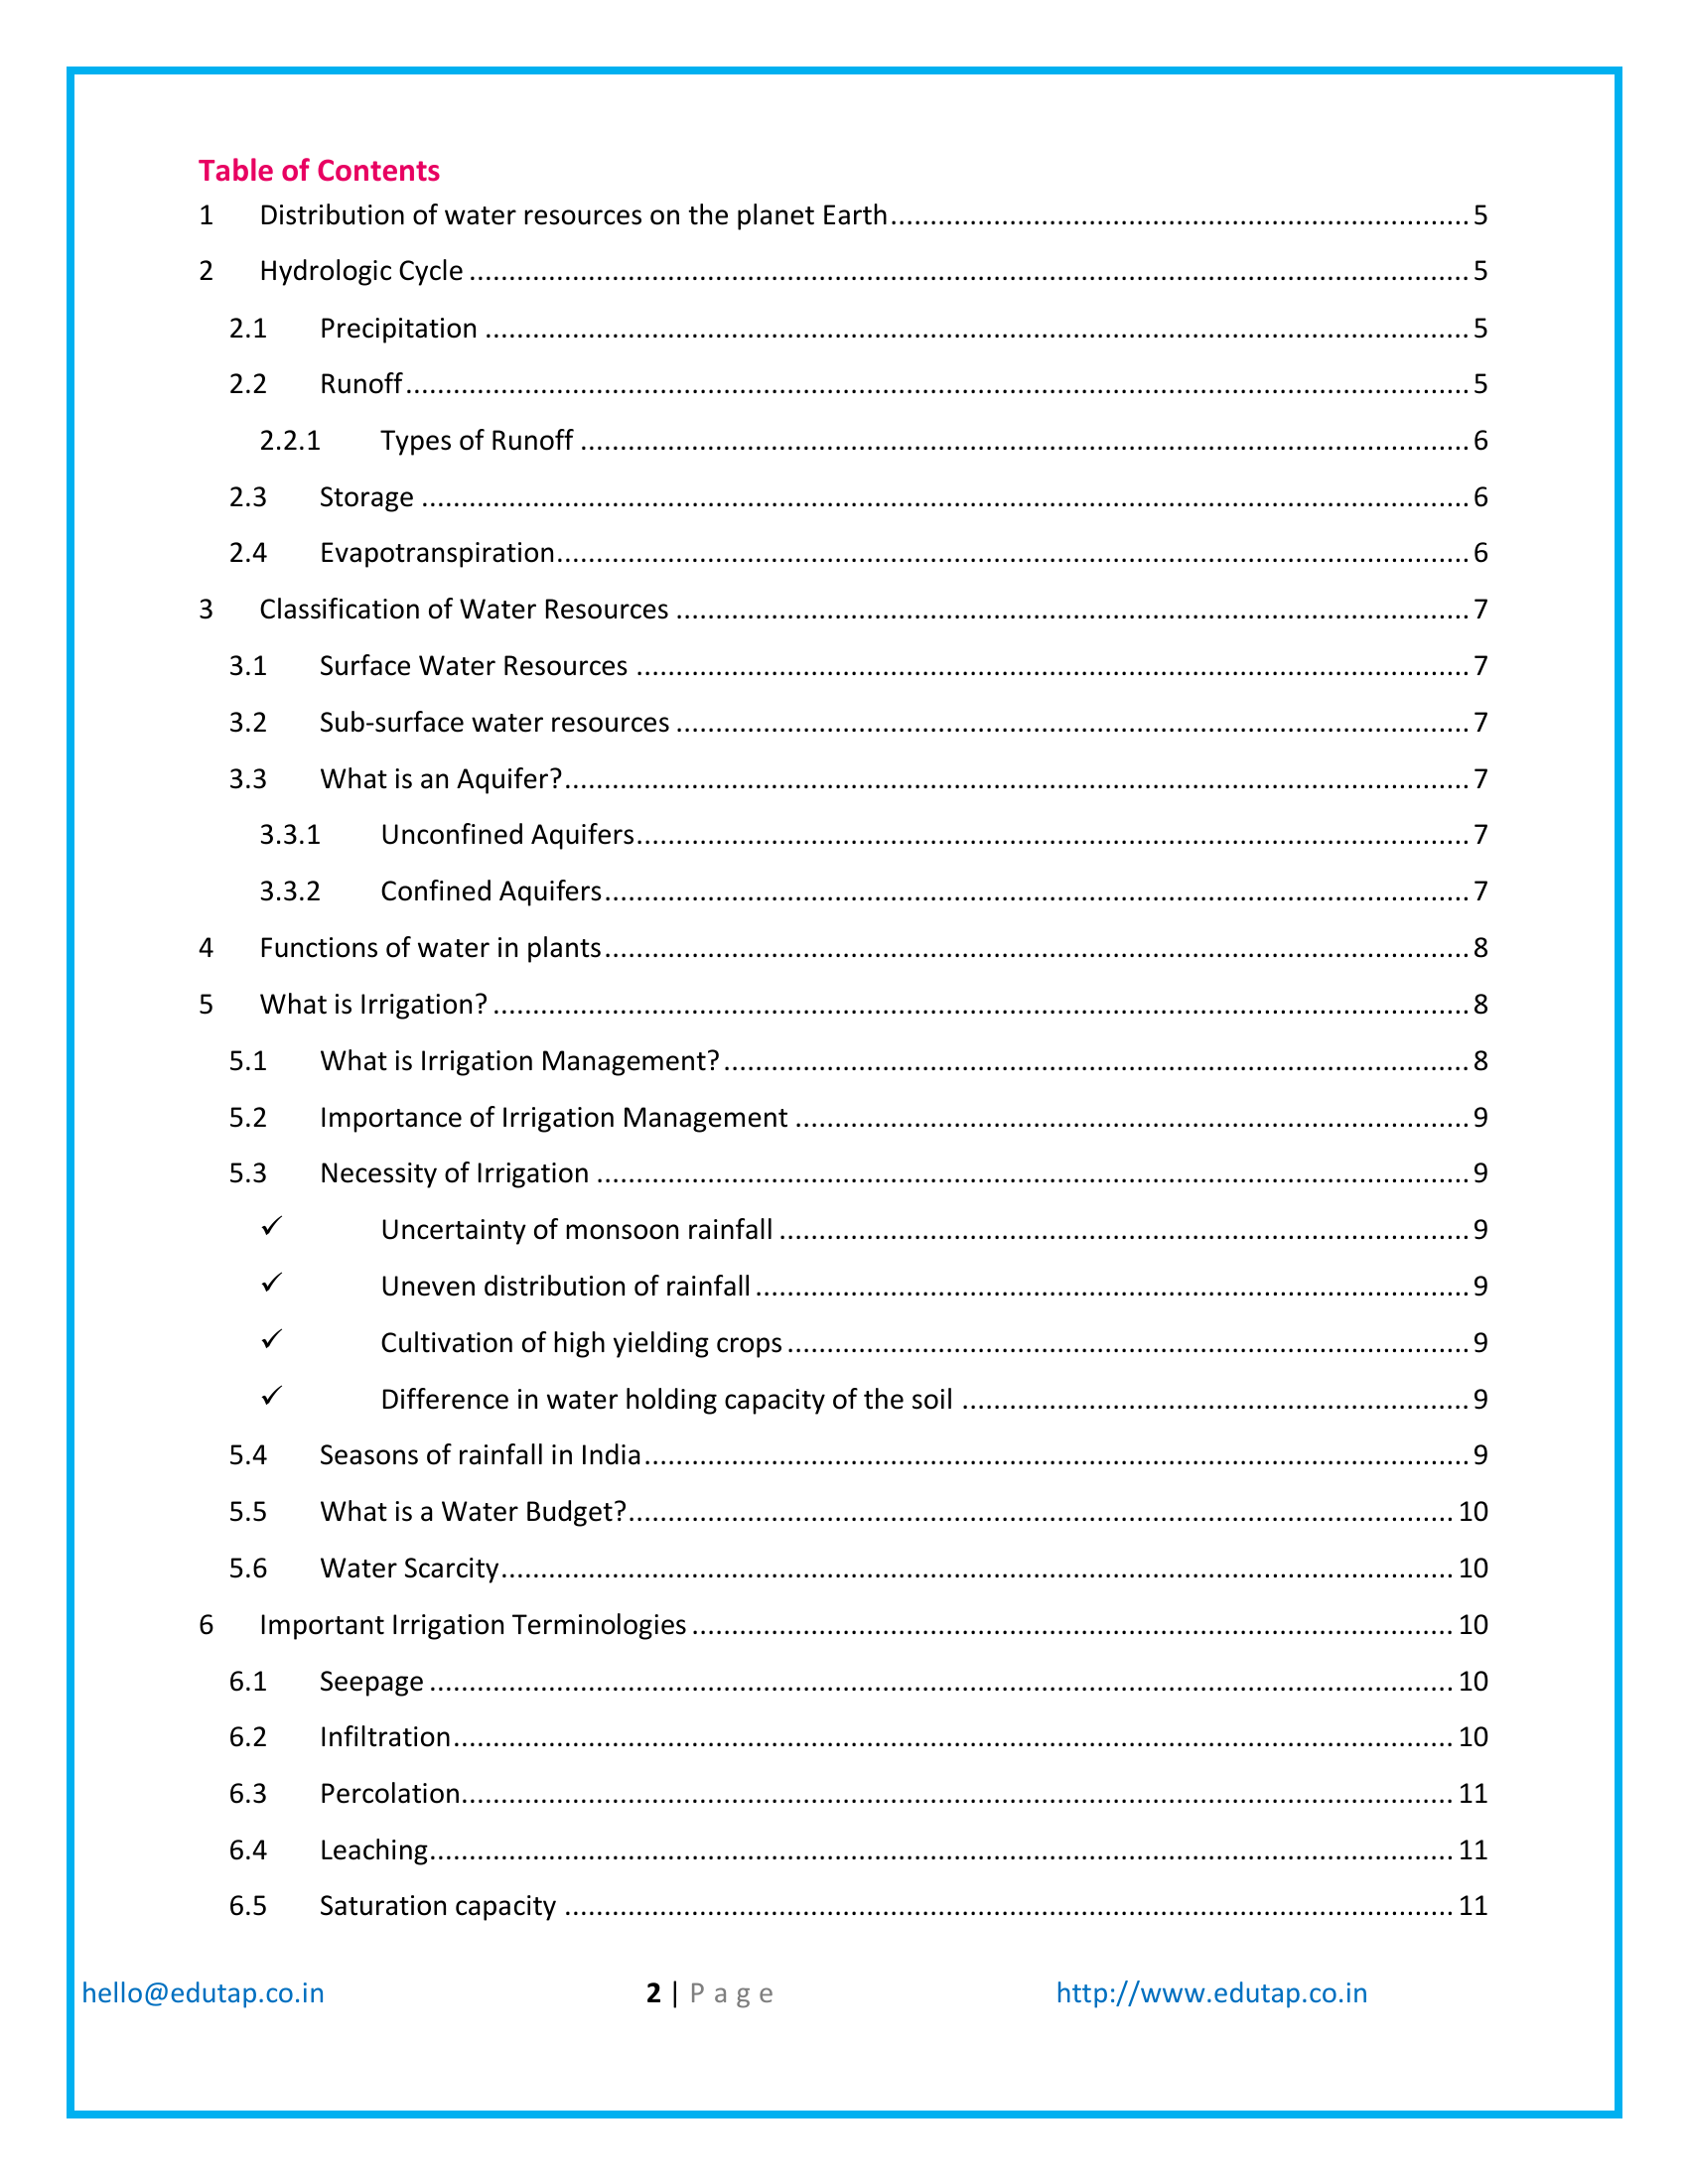 Table of Contents
1 Distribution of water resources on the planet Earth 5
2 Hydrologic Cycle 5
2.1 Precipitation 5
2.2 Runoff 5
2.2.1 Types of Runoff 6
2.3 Storage 6
2.4 Evapotranspiration 6
3 Classification of Water Resources 7
3.1 Surface Water Resources 7
3.2 Sub-surface water resources 7
3.3 What is an Aquifer? 7
3.3.1 Unconfined Aquifers 7
3.3.2 Confined Aquifers 7
4 Functions of water in plants 8
5 What is Irrigation? 8
5.1 What is Irrigation Management? 8
5.2 Importance of Irrigation Management 9
5.3 Necessity of Irrigation 9
✓ Uncertainty of monsoon rainfall 9
✓ Uneven distribution of rainfall 9
✓ Cultivation of high yielding crops 9
✓ Difference in water holding capacity of the soil 9
5.4 Seasons of rainfall in India 9
5.5 What is a Water Budget? 10
5.6 Water Scarcity 10
6 Important Irrigation Terminologies 10
6.1 Seepage 10
6.2 Infiltration 10
6.3 Percolation 11
6.4 Leaching 11
6.5 Saturation capacity 11
hello@edutap.co.in 2 | Page http://www.edutap.co.in